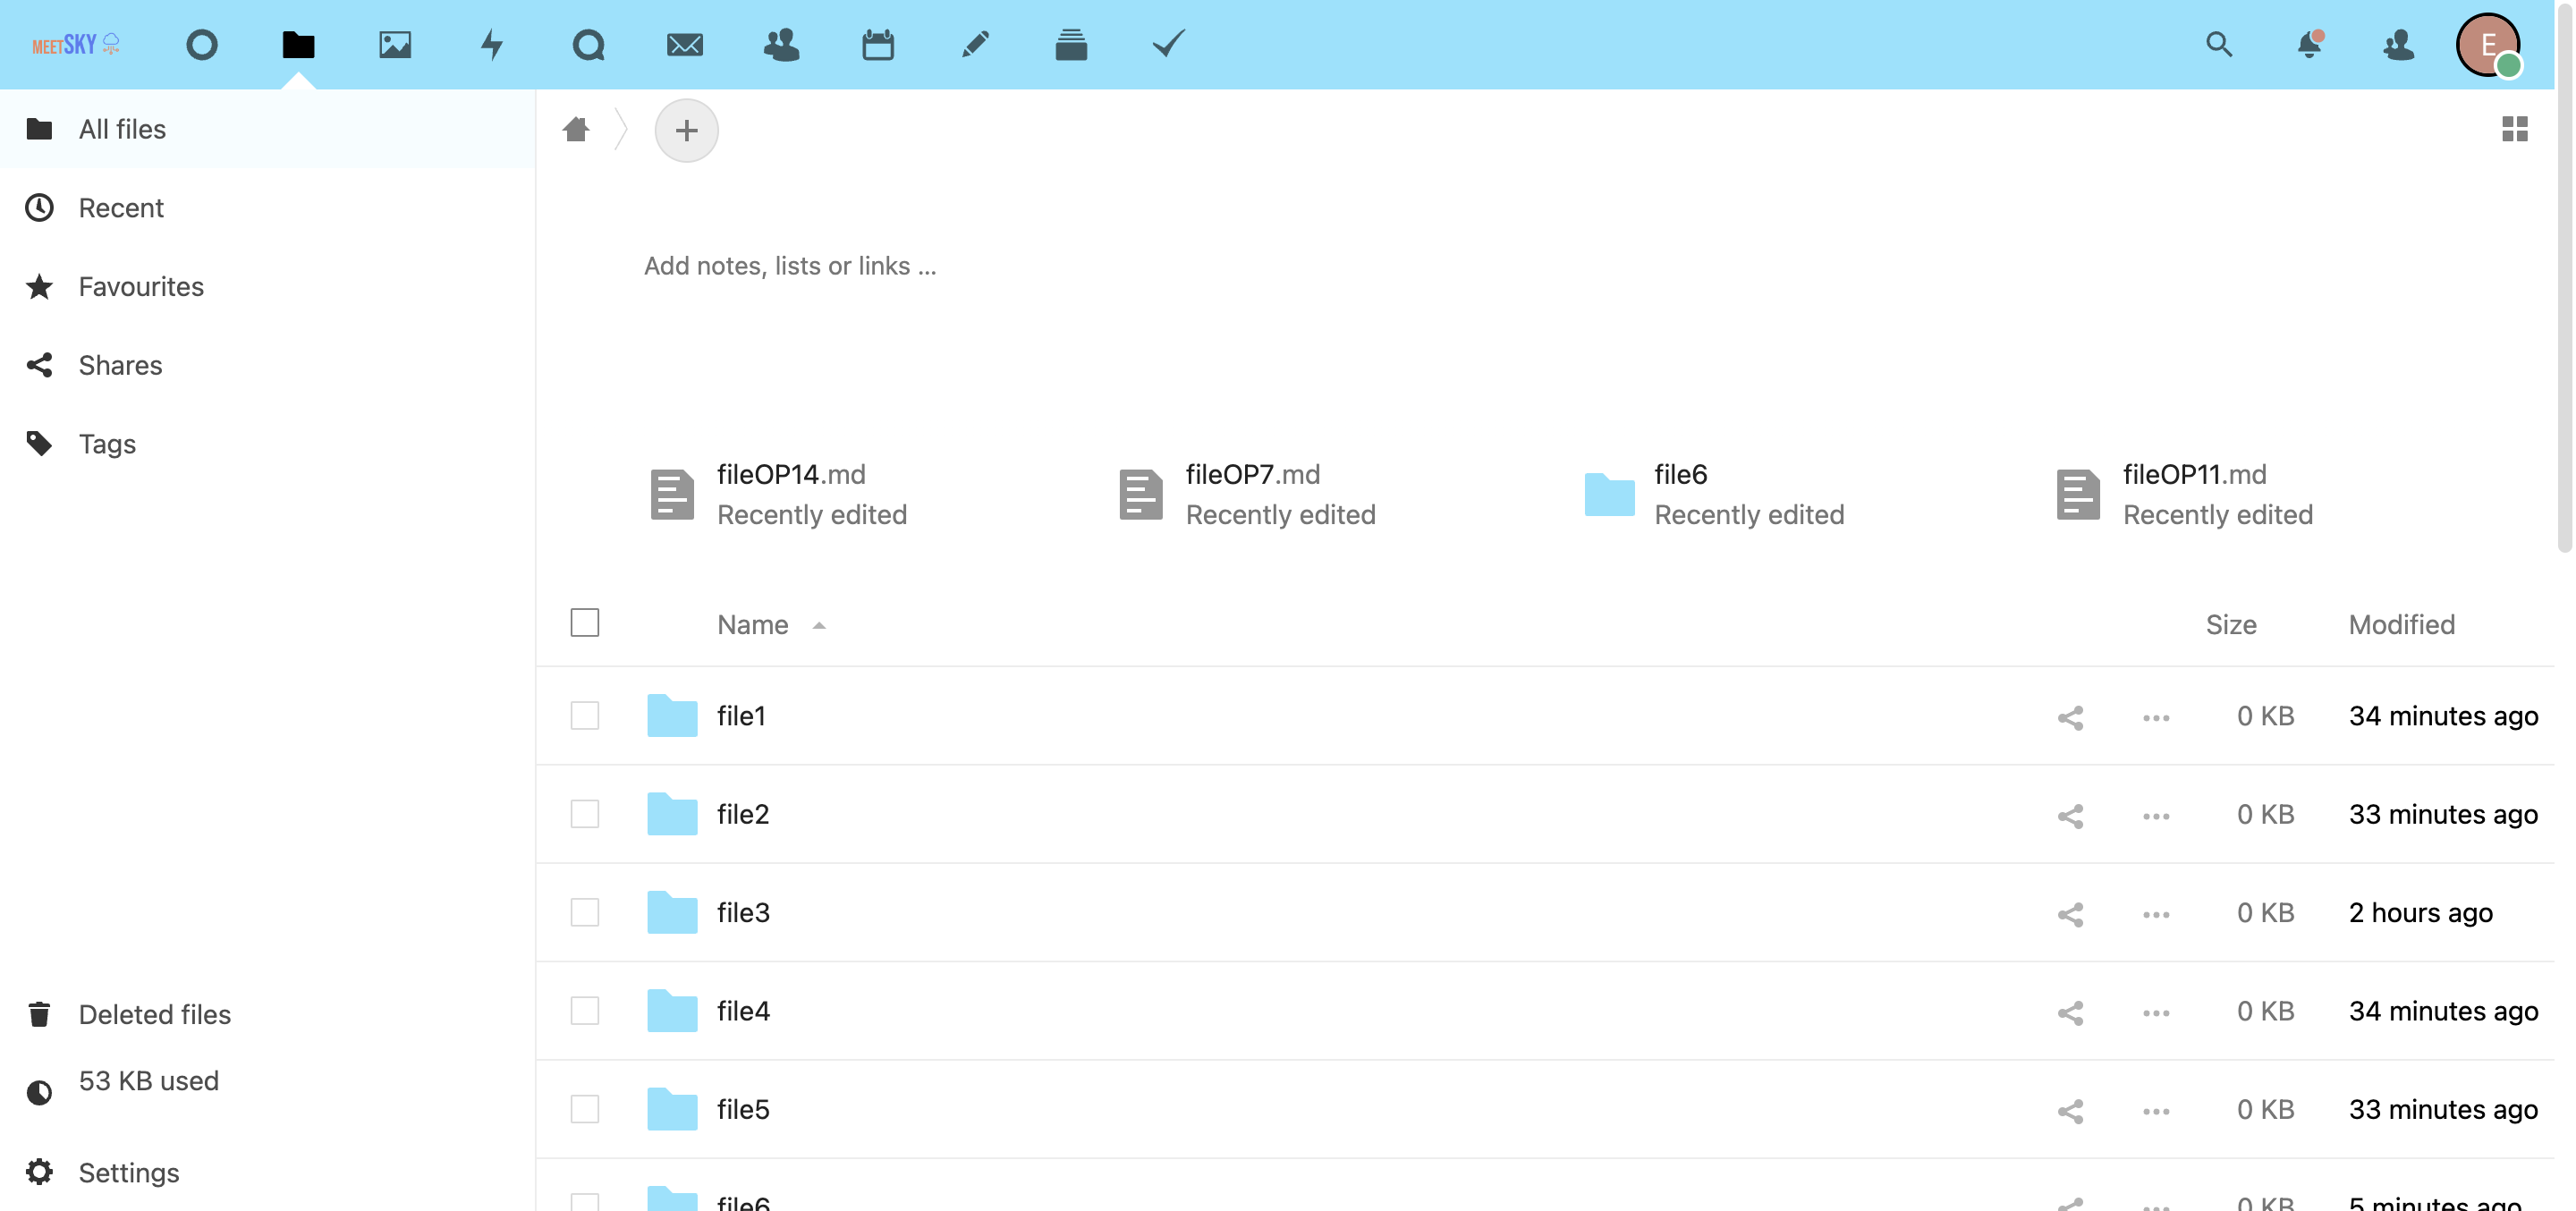 MEETSKY
E
All files
Recent
Favourites
Shares
Tags
Deleted files
53 KB used
Settings
Add notes, lists or links ...
fileOP14.md
Recently edited
fileOP7.md
Recently edited
file6
Recently edited
fileOP11.md
Recently edited
Name Size Modified
file1 0 KB 34 minutes ago
file2 0 KB 33 minutes ago
file3 0 KB 2 hours ago
file4 0 KB 34 minutes ago
file5 0 KB 33 minutes ago
file6 0 KB 5 minutes ago